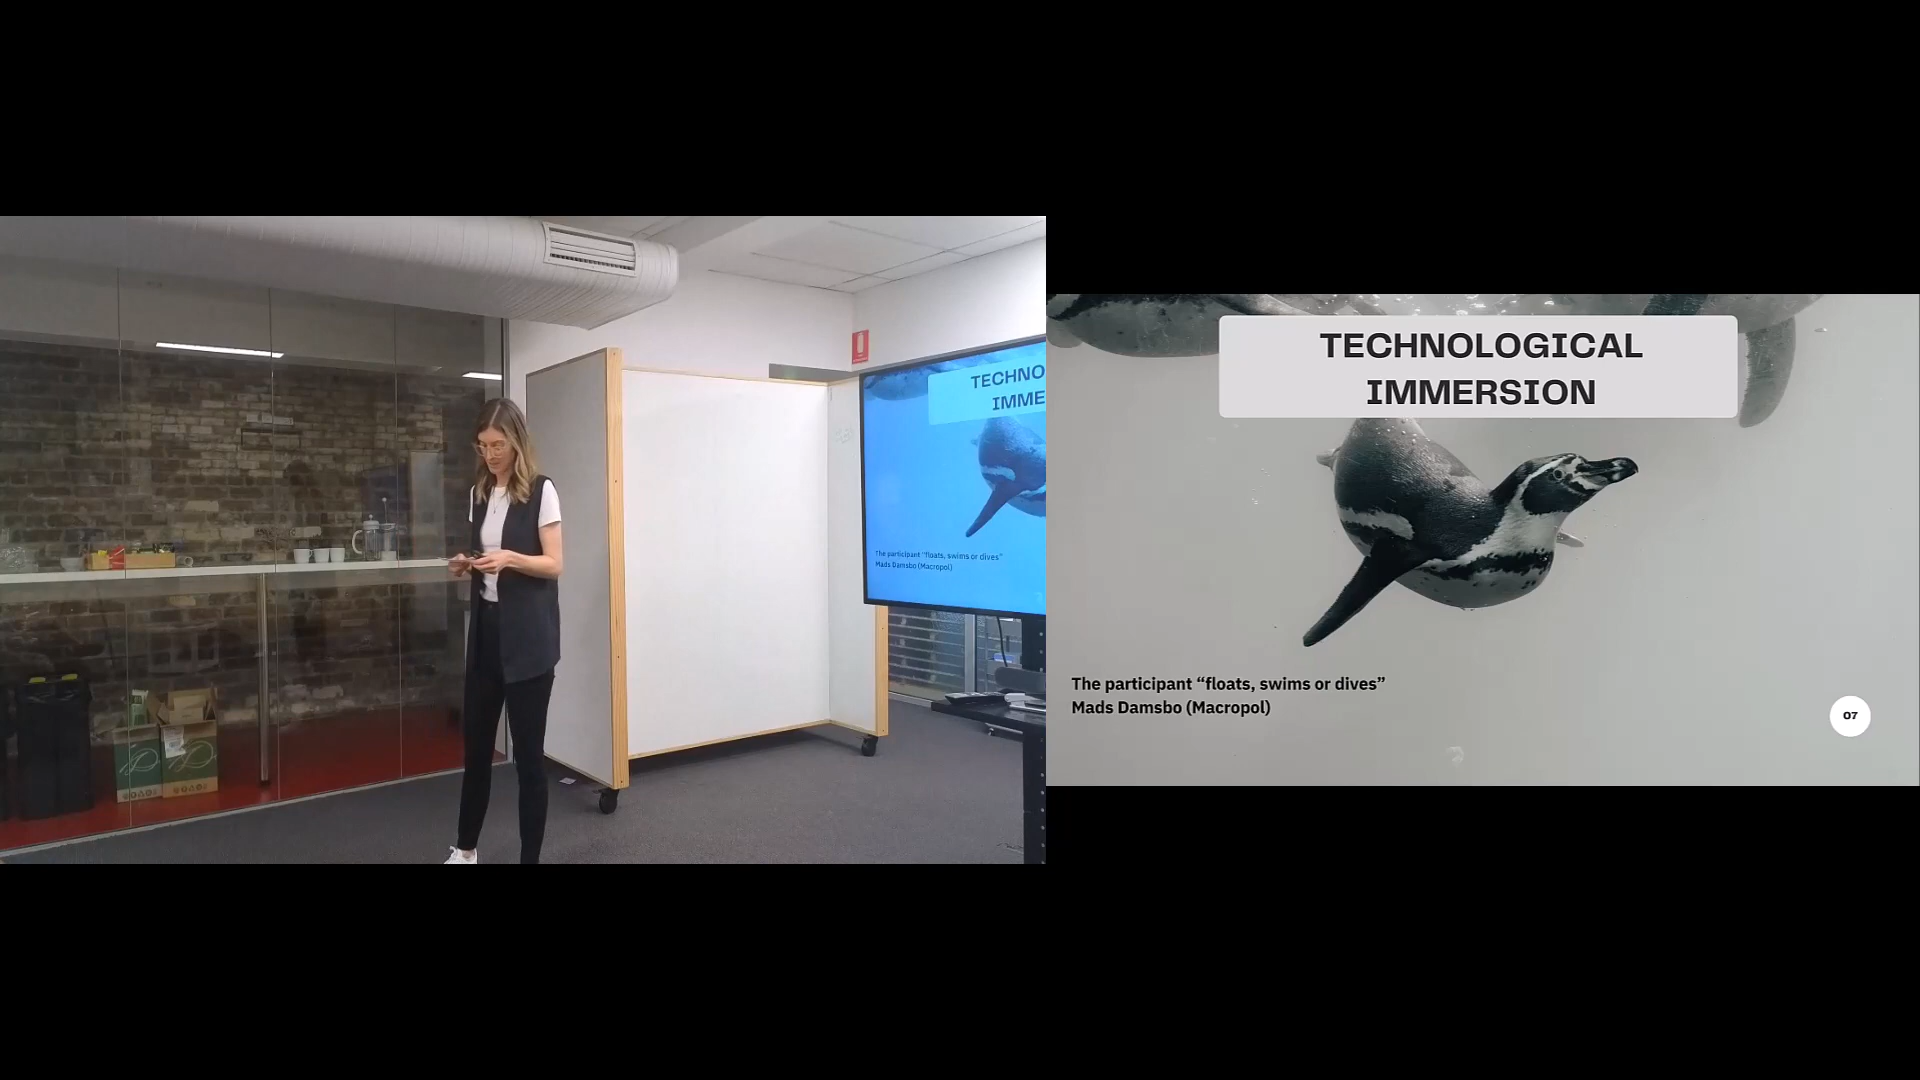 TECHNO
IMME
The participant "floats, swims or dives"
Mads Damsbo (Macropol)
TECHNOLOGICAL
IMMERSION
The participant “floats, swims or dives”
Mads Damsbo (Macropol)
07